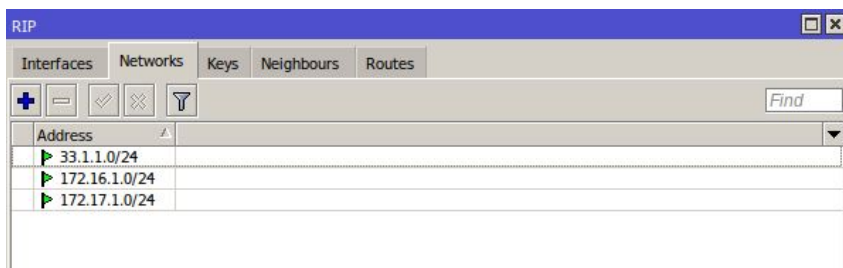 RIP
Interfaces Networks Keys Neighbours Routes
Find
Address
33.1.1.0/24
172.16.1.0/24
172.17.1.0/24